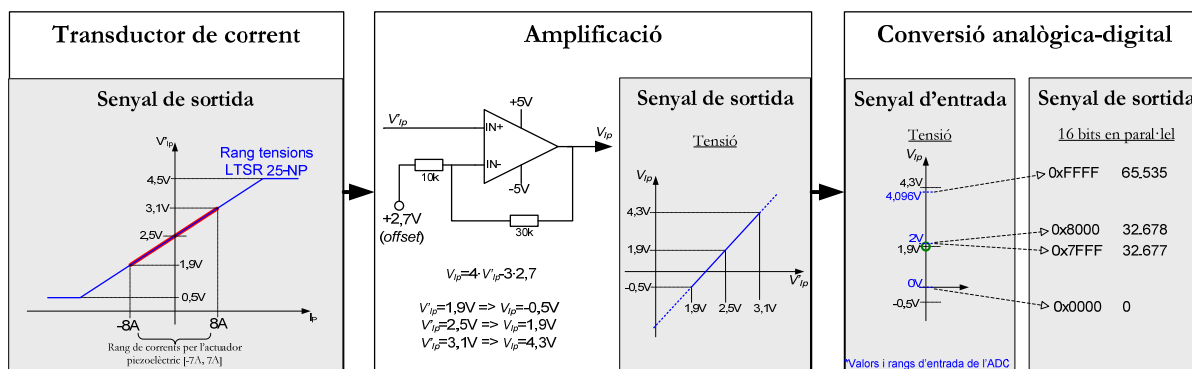 Transductor de corrent
Senyal de sortida
V'Ip
Rang tensions
LTSR 25-NP
4,5V
3,1V
2,5V
1,9V
0,5V
-8A
8A
Ip
Rang de corrents per l'actuador
piezoelèctric [-7A, 7A]
Amplificació
V'Ip
IN+
IN-
+5V
-5V
VIp
10k
30k
+2,7V
(offset)
VIp=4·V'Ip-3·2,7
V'Ip=1,9V => VIp=-0,5V
V'Ip=2,5V => VIp=1,9V
V'Ip=3,1V => VIp=4,3V
Senyal de sortida
Tensió
VIp
4,3V
1,9V
-0,5V
1,9V
2,5V
3,1V
V'Ip
Conversió analògica-digital
Senyal d'entrada
Tensió
VIp
4,3V
4,096V
2V
1,9V
0V
-0,5V
*Valors i rangs d'entrada de l'ADC
Senyal de sortida
16 bits en paral·lel
0xFFFF 65,535
0x8000 32.678
0x7FFF 32.677
0x0000 0